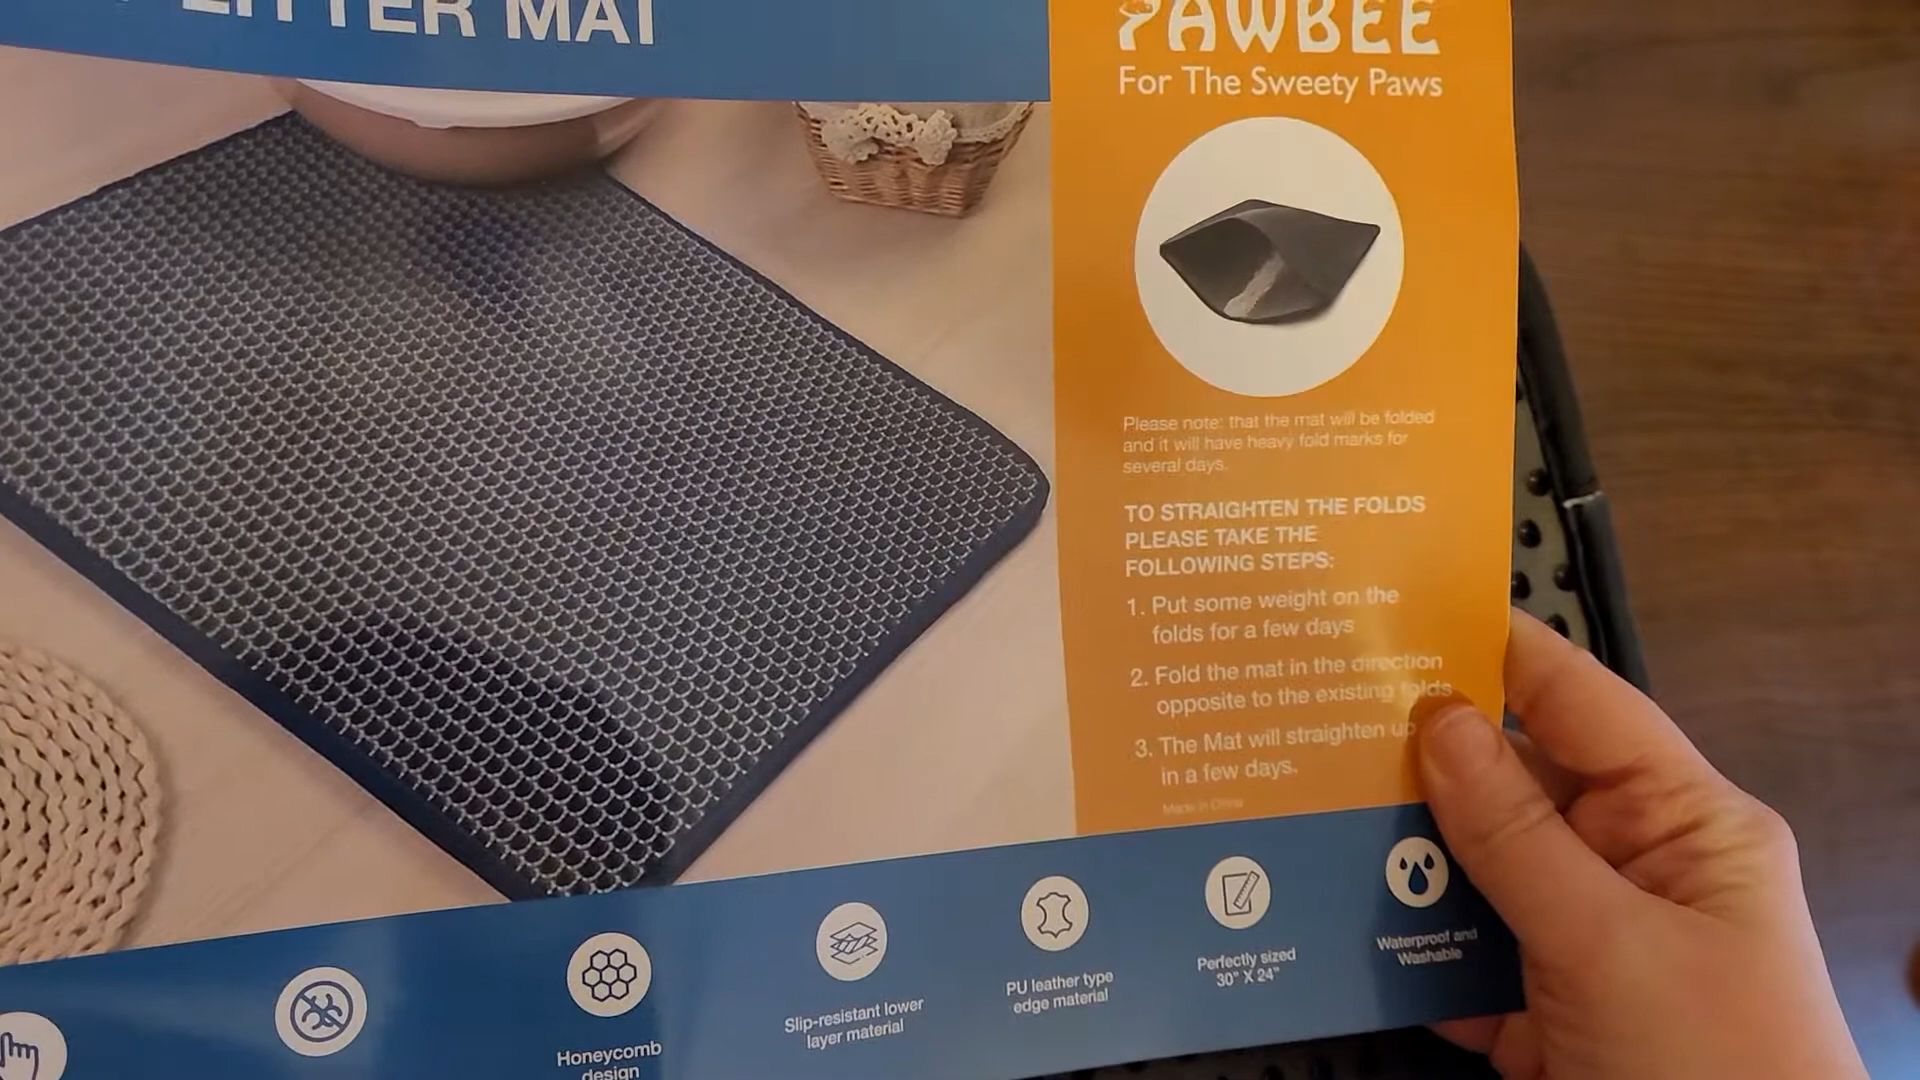 LITTER MAT
PAWBEE
For The Sweety Paws
Please note: that the mat will be folded
and it will have heavy fold marks for
several days.
TO STRAIGHTEN THE FOLDS
PLEASE TAKE THE
FOLLOWING STEPS:
1. Put some weight on the
folds for a few days
2. Fold the mat in the direction
opposite to the existing folds
3. The Mat will straighten up
in a few days.
Made in China
Honeycomb
design
Slip-resistant lower
layer material
PU leather type
edge material
Perfectly sized
30" X 24"
Waterproof and
Washable